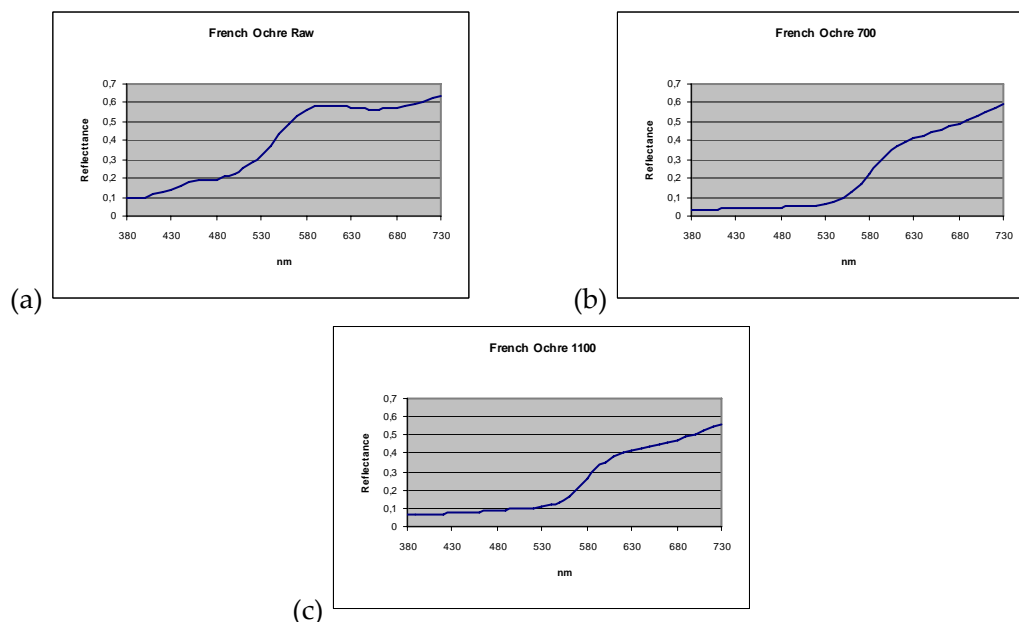 French Ochre Raw
Reflecttance
0,7
0,6
0,5
0,4
0,3
0,2
0,1
0
380 430 480 530 580 630 680 730
nm
(a)
French Ochre 700
Reflectance
0,7
0,6
0,5
0,4
0,3
0,2
0,1
0
380 430 480 530 580 630 680 730
nm
(b)
French Ochre 1100
Reflectance
0,7
0,6
0,5
0,4
0,3
0,2
0,1
0
380 430 480 530 580 630 680 730
nm
(c)